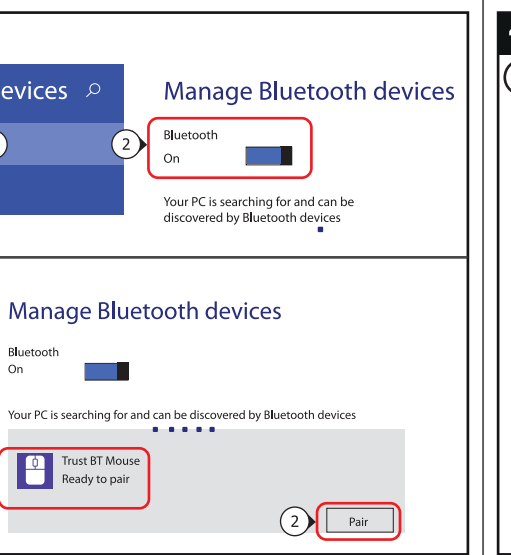 evices
2
Manage Bluetooth devices
Bluetooth
On
Your PC is searching for and can be
discovered by Bluetooth devices
Manage Bluetooth devices
Bluetooth
On
Your PC is searching for and can be discovered by Bluetooth devices
Trust BT Mouse
Ready to pair
2
Pair